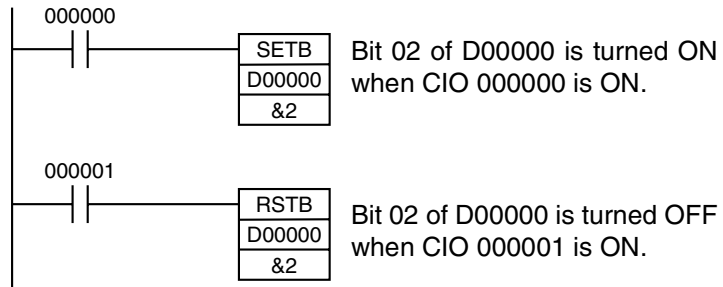 000000
SETB
D00000
&2
Bit 02 of D00000 is turned ON
when CIO 000000 is ON.
000001
RSTB
D00000
&2
Bit 02 of D00000 is turned OFF
when CIO 000001 is ON.